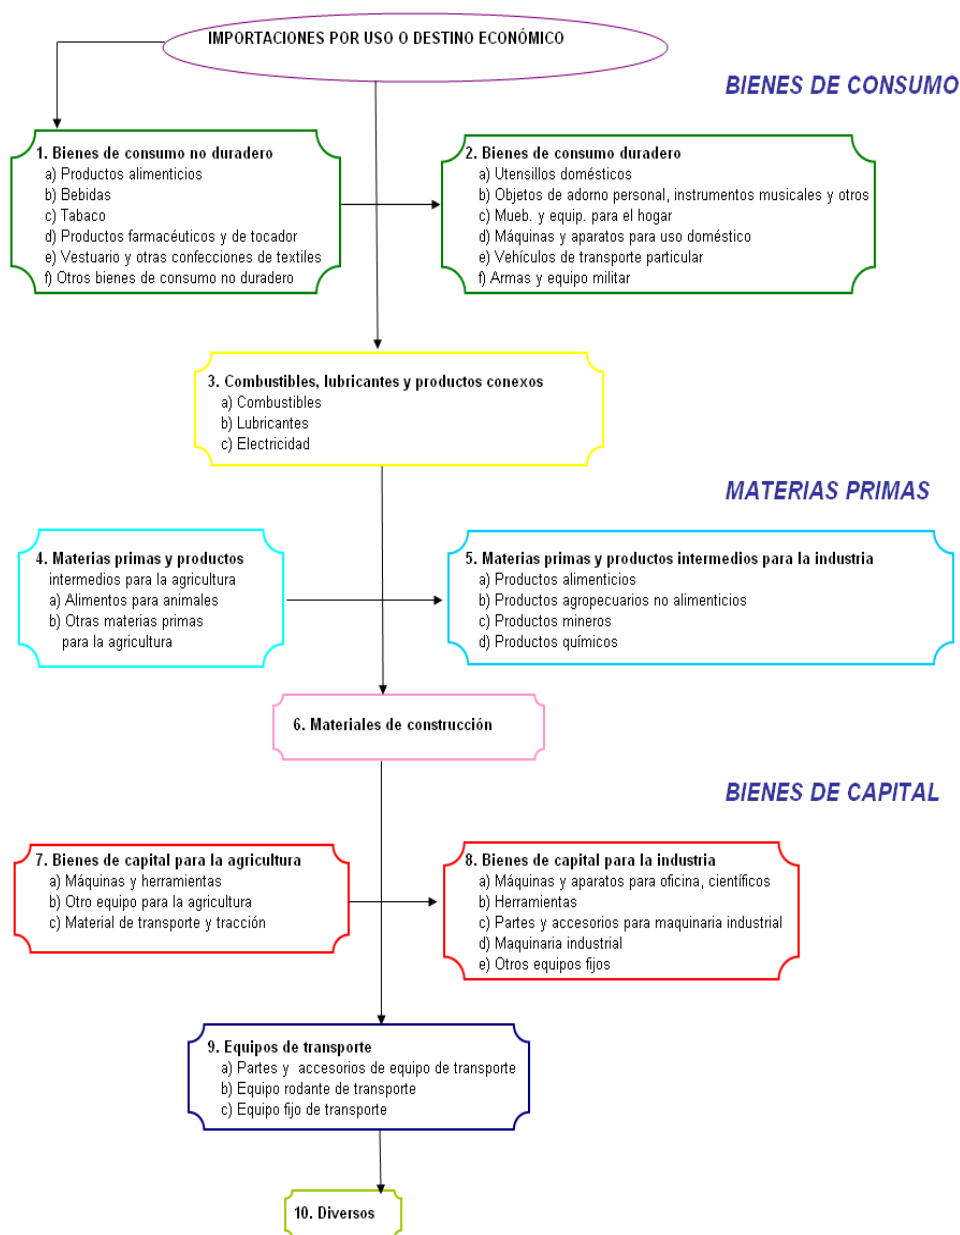 IMPORTACIONES POR USO O DESTINO ECONÓMICO
BIENES DE CONSUMO
1. Bienes de consumo no duradero
a) Productos alimenticios
b) Bebidas
c) Tabaco
d) Productos farmacéuticos y de tocador
e) Vestuario y otras confecciones de textiles
f) Otros bienes de consumo no duradero
2. Bienes de consumo duradero
a) Utensillos domésticos
b) Objetos de adorno personal, instrumentos musicales y otros
c) Mueb. y equip. para el hogar
d) Máquinas y aparatos para uso doméstico
e) Vehículos de transporte particular
f) Armas y equipo militar
3. Combustibles, lubricantes y productos conexos
a) Combustibles
b) Lubricantes
c) Electricidad
MATERIAS PRIMAS
4. Materias primas y productos
intermedios para la agricultura
a) Alimentos para animales
b) Otras materias primas
para la agricultura
5. Materias primas y productos intermedios para la industria
a) Productos alimenticios
b) Productos agropecuarios no alimenticios
c) Productos mineros
d) Productos químicos
6. Materiales de construcción
BIENES DE CAPITAL
7. Bienes de capital para la agricultura
a) Máquinas y herramientas
b) Otro equipo para la agricultura
c) Material de transporte y tracción
8. Bienes de capital para la industria
a) Máquinas y aparatos para oficina, científicos
b) Herramientas
c) Partes y accesorios para maquinaria industrial
d) Maquinaria industrial
e) Otros equipos fijos
9. Equipos de transporte
a) Partes y accesorios de equipo de transporte
b) Equipo rodante de transporte
c) Equipo fijo de transporte
10. Diversos